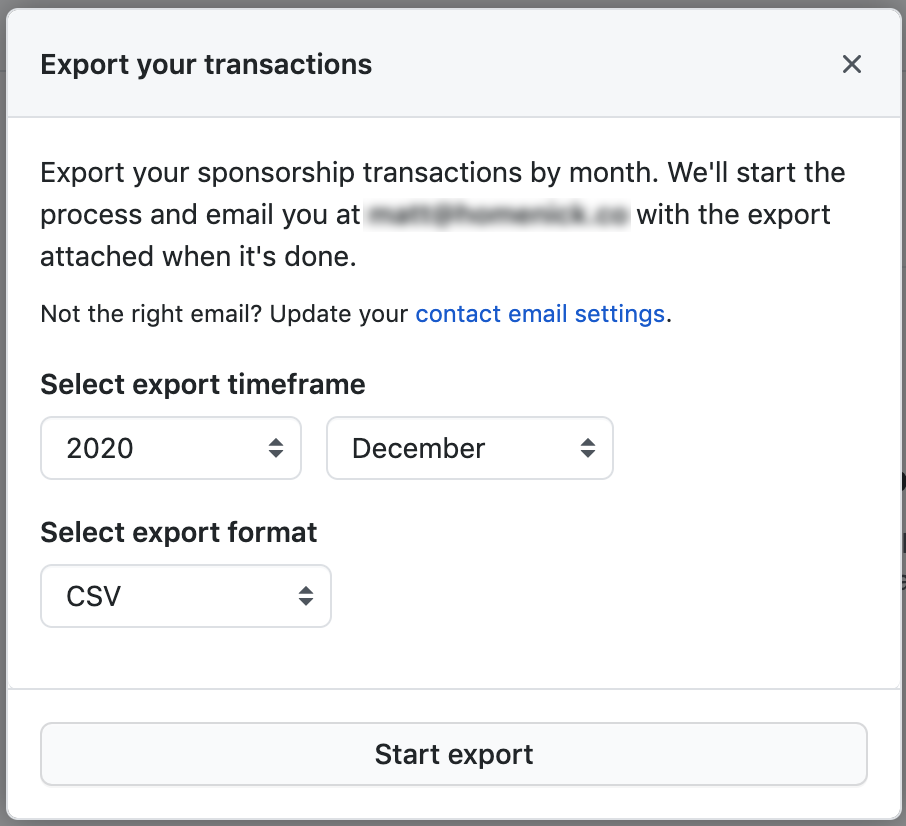 Export your transactions
Export your sponsorship transactions by month. We'll start the
process and email you at with the export
attached when it's done.
Not the right email? Update your contact email settings.
Select export timeframe
2020 December
Select export format
CSV
Start export